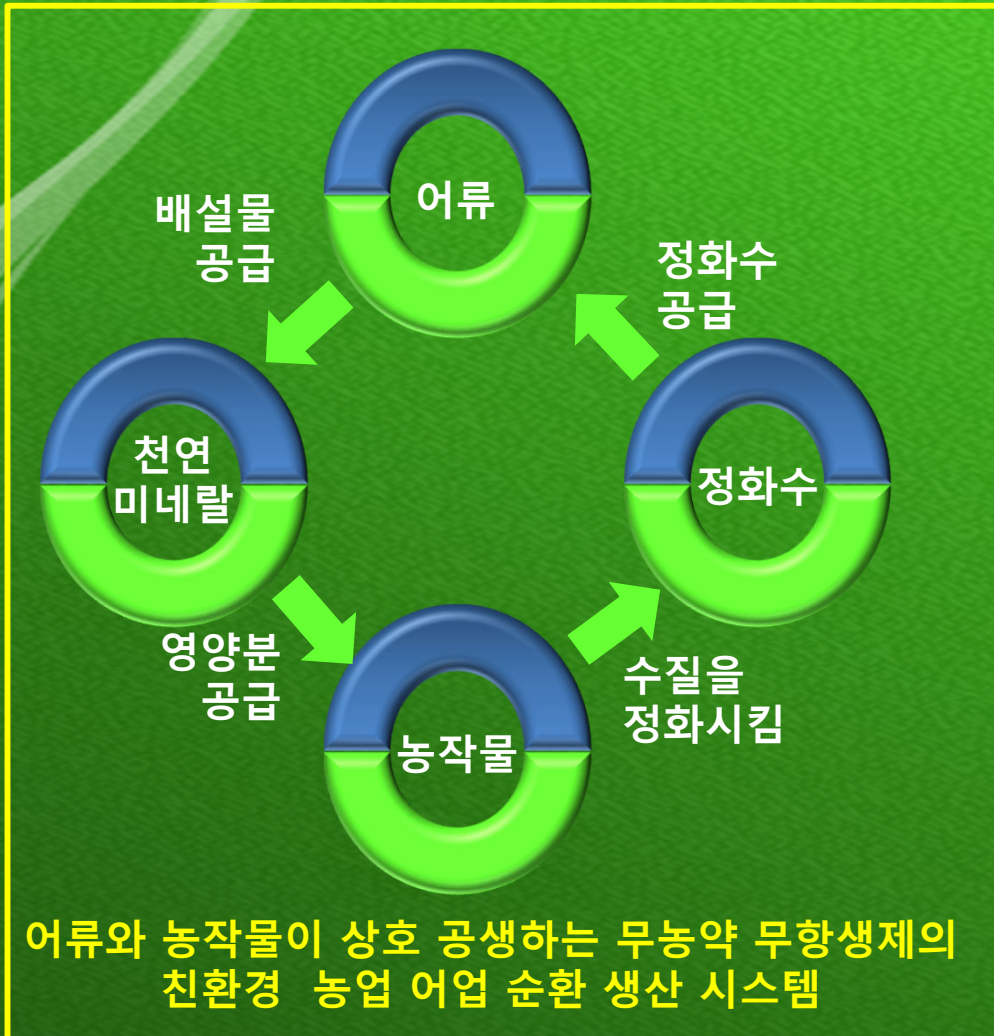 어류
배설물
공급
정화수
공급
천연
미네랄
정화수
영양분
공급
수질을
정화시킴
농작물
어류와 농작물이 상호 공생하는 무농약 무항생제의
친환경 농업 어업 순환 생산 시스템